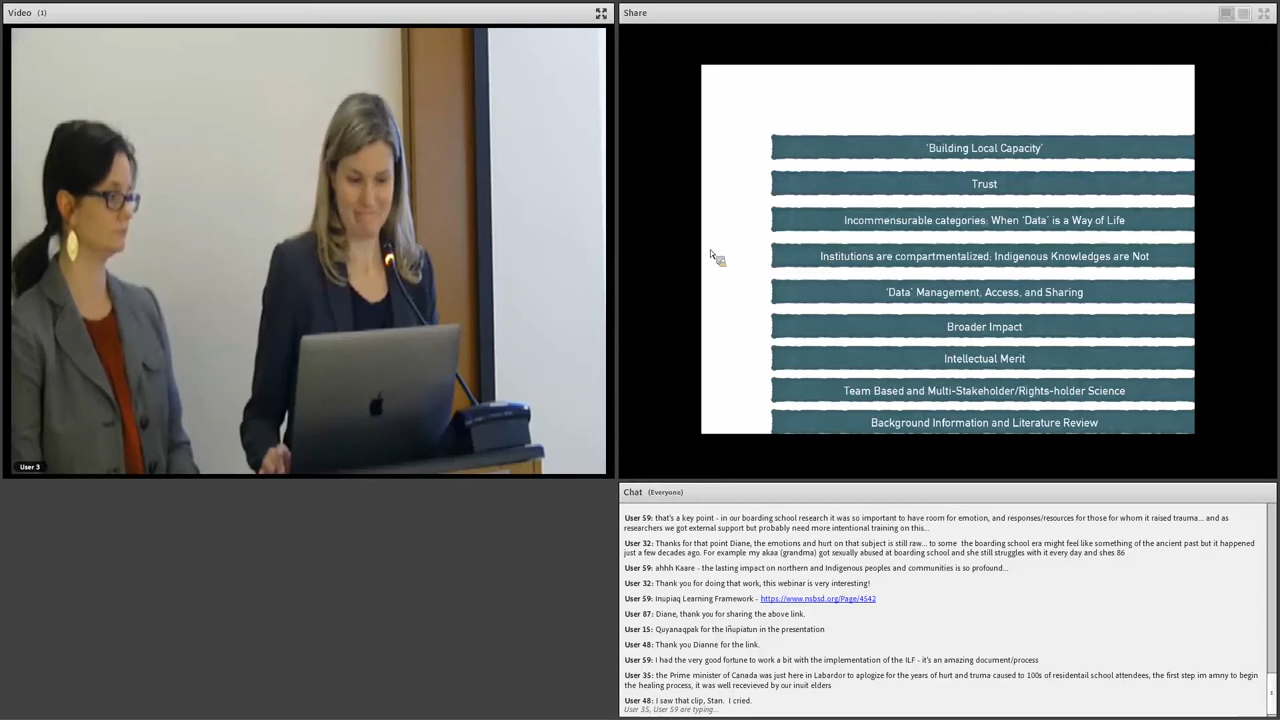 Video (1)
User 3
Share
'Building Local Capacity'
Trust
Incommensurable categories: When 'Data' is a Way of Life
Institutions are compartmentalized; Indigenous Knowledges are Not
'Data' Management, Access, and Sharing
Broader Impact
Intellectual Merit
Team Based and Multi-Stakeholder/Rights-holder Science
Background Information and Literature Review
Chat (Everyone)
User 59: that's a key point - in our boarding school research it was so important to have room for emotion, and responses/resources for those for whom it raised trauma... and as
researchers we got external support but probably need more intentional training on this...
User 32: Thanks for that point Diane, the emotions and hurt on that subject is still raw... to some the boarding school era might feel like something of the ancient past but it happened
just a few decades ago. For example my akaa (grandma) got sexually abused at boarding school and she still struggles with it every day and shes 86
User 59: ahhh Kaare - the lasting impact on northern and Indigenous peoples and communities is so profound...
User 32: Thank you for doing that work, this webinar is very interesting!
User 59: Inupiaq Learning Framework - https://www.nsbsd.org/Page/4542
User 87: Diane, thank you for sharing the above link.
User 15: Quyanaqpak for the Iñupiatun in the presentation
User 48: Thank you Dianne for the link.
User 59: I had the very good fortune to work a bit with the implementation of the ILF - it's an amazing document/process
User 35: the Prime minister of Canada was just here in Labardor to aplogize for the years of hurt and truma caused to 100s of residentail school attendees, the first step im amny to begin
the healing process, it was well recevieved by our inuit elders
User 48: I saw that clip, Stan. I cried.
User 35, User 59 are typing...